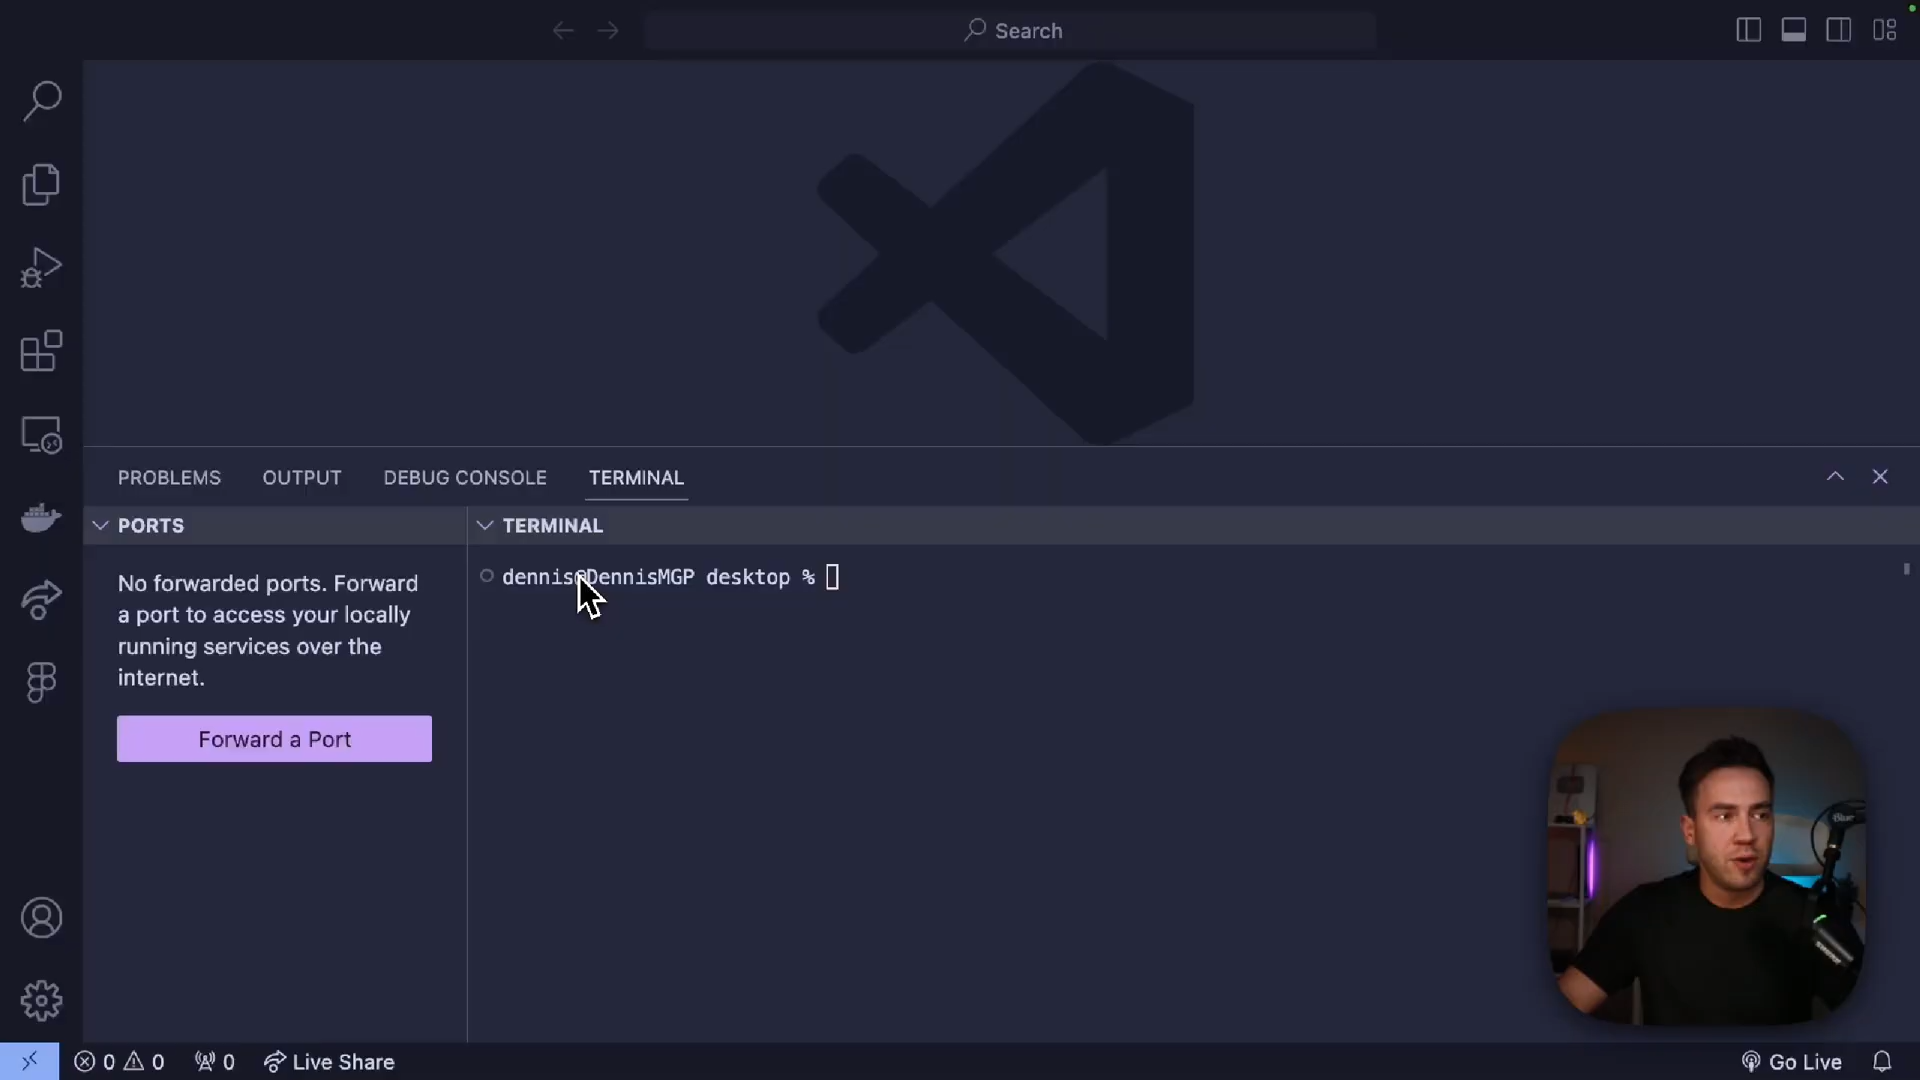 Search
PROBLEMS
OUTPUT
DEBUG CONSOLE
TERMINAL
PORTS
No forwarded ports. Forward
a port to access your locally
running services over the
internet.
Forward a Port
TERMINAL
dennis@DennisMGP desktop %
0
0
0
Live Share
Go Live
Blue